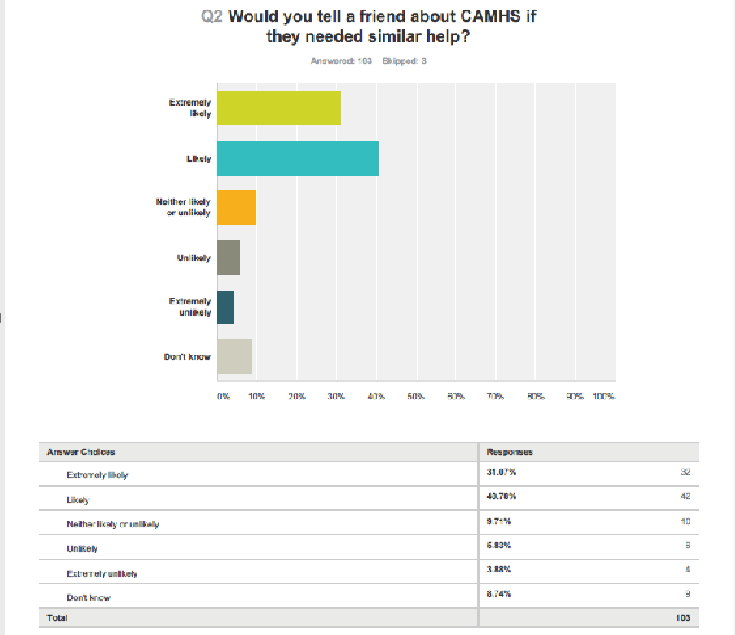 Q2 Would you tell a friend about CAMHS if
they needed similar help?
Answered: 103 Skipped: 3
Extremely
likely
Likely
Neither likely
or unlikely
Unlikely
Extremely
unlikely
Don't know
0% 10% 20% 30% 40% 50% 60% 70% 80% 90% 100%
Answer Choices Responses
Extremely likely 31.07% 32
Likely 40.78% 42
Neither likely or unlikely 9.71% 10
Unlikely 5.83% 6
Extremely unlikely 3.88% 4
Don't know 8.74% 9
Total 103